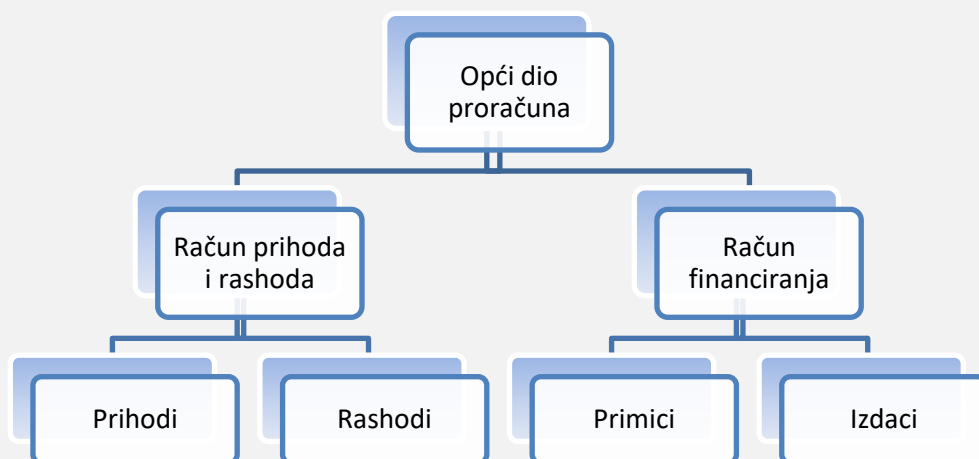 Opći dio
proračuna
Račun prihoda
i rashoda
Račun
financiranja
Prihodi
Rashodi
Primici
Izdaci